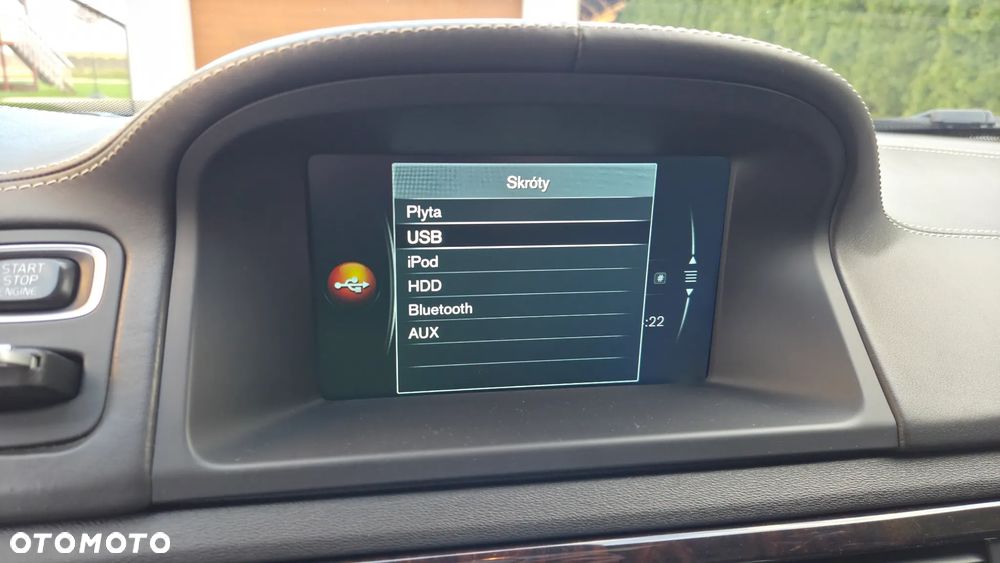 Skróty
Płyta
USB
iPod
HDD
Bluetooth
AUX
#
:22
START
STOP
ENGINE
OTOMOTO